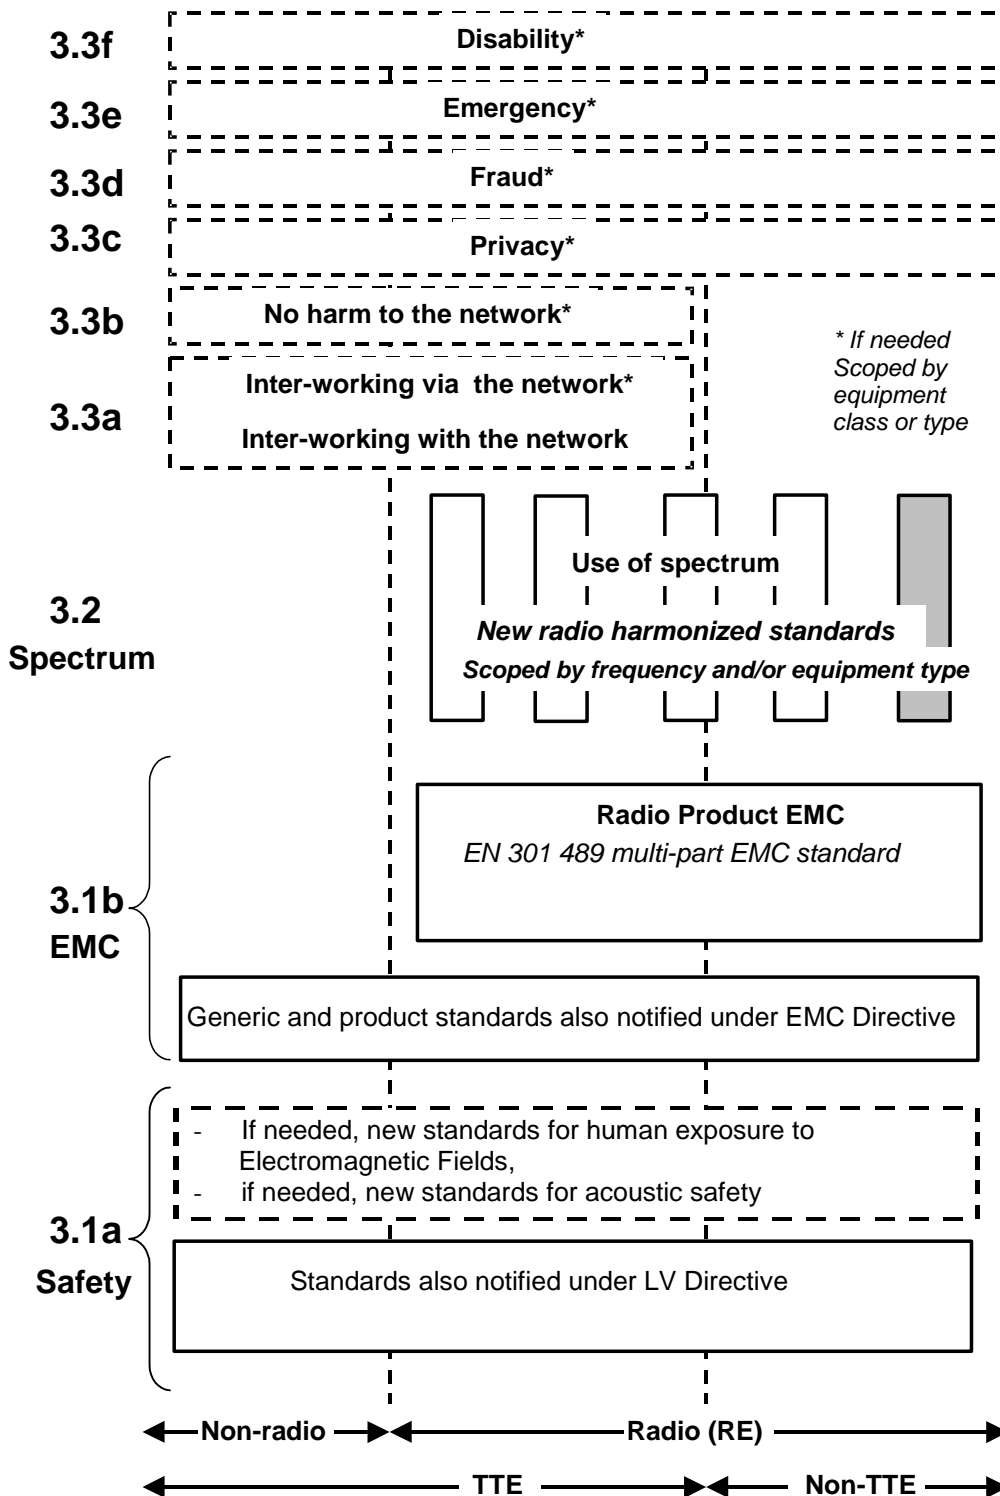 3.3f
Disability*
3.3e
Emergency*
3.3d
Fraud*
3.3c
Privacy*
3.3b
No harm to the network*
3.3a
Inter-working via the network*
Inter-working with the network
* If needed
Scoped by
equipment
class or type
3.2
Spectrum
Use of spectrum
New radio harmonized standards
Scoped by frequency and/or equipment type
3.1b
EMC
Radio Product EMC
EN 301 489 multi-part EMC standard
Generic and product standards also notified under EMC Directive
3.1a
Safety
- If needed, new standards for human exposure to
Electromagnetic Fields,
- if needed, new standards for acoustic safety
Standards also notified under LV Directive
Non-radio
Radio (RE)
TTE
Non-TTE